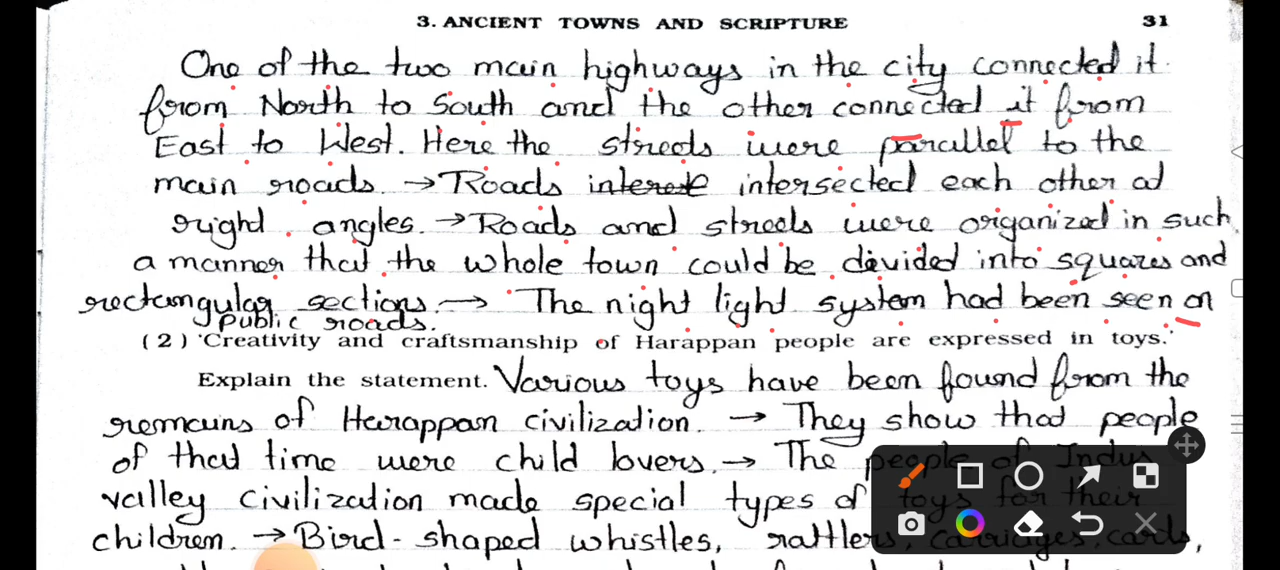 3. ANCIENT TOWNS AND SCRIPTURE 31
One of the two main highways in the city connected it
from North to South and the other connected it from
East to West. Here the streets were parallel to the
main roads. → Roads intersected each other at
right angles. → Roads and streets were organized in such
a manner that the whole town could be divided into squares and
rectangular sections. → The night light system had been seen on
public roads.
( 2 ) 'Creativity and craftsmanship of Harappan people are expressed in toys.'
Explain the statement. Various toys have been found from the
remains of Harappan civilization. → They show that people
of that time were child lovers. → The people of Indus
valley civilization made special types of toys for their
children. → Bird-shaped whistles, rattlers, carriages, carts,